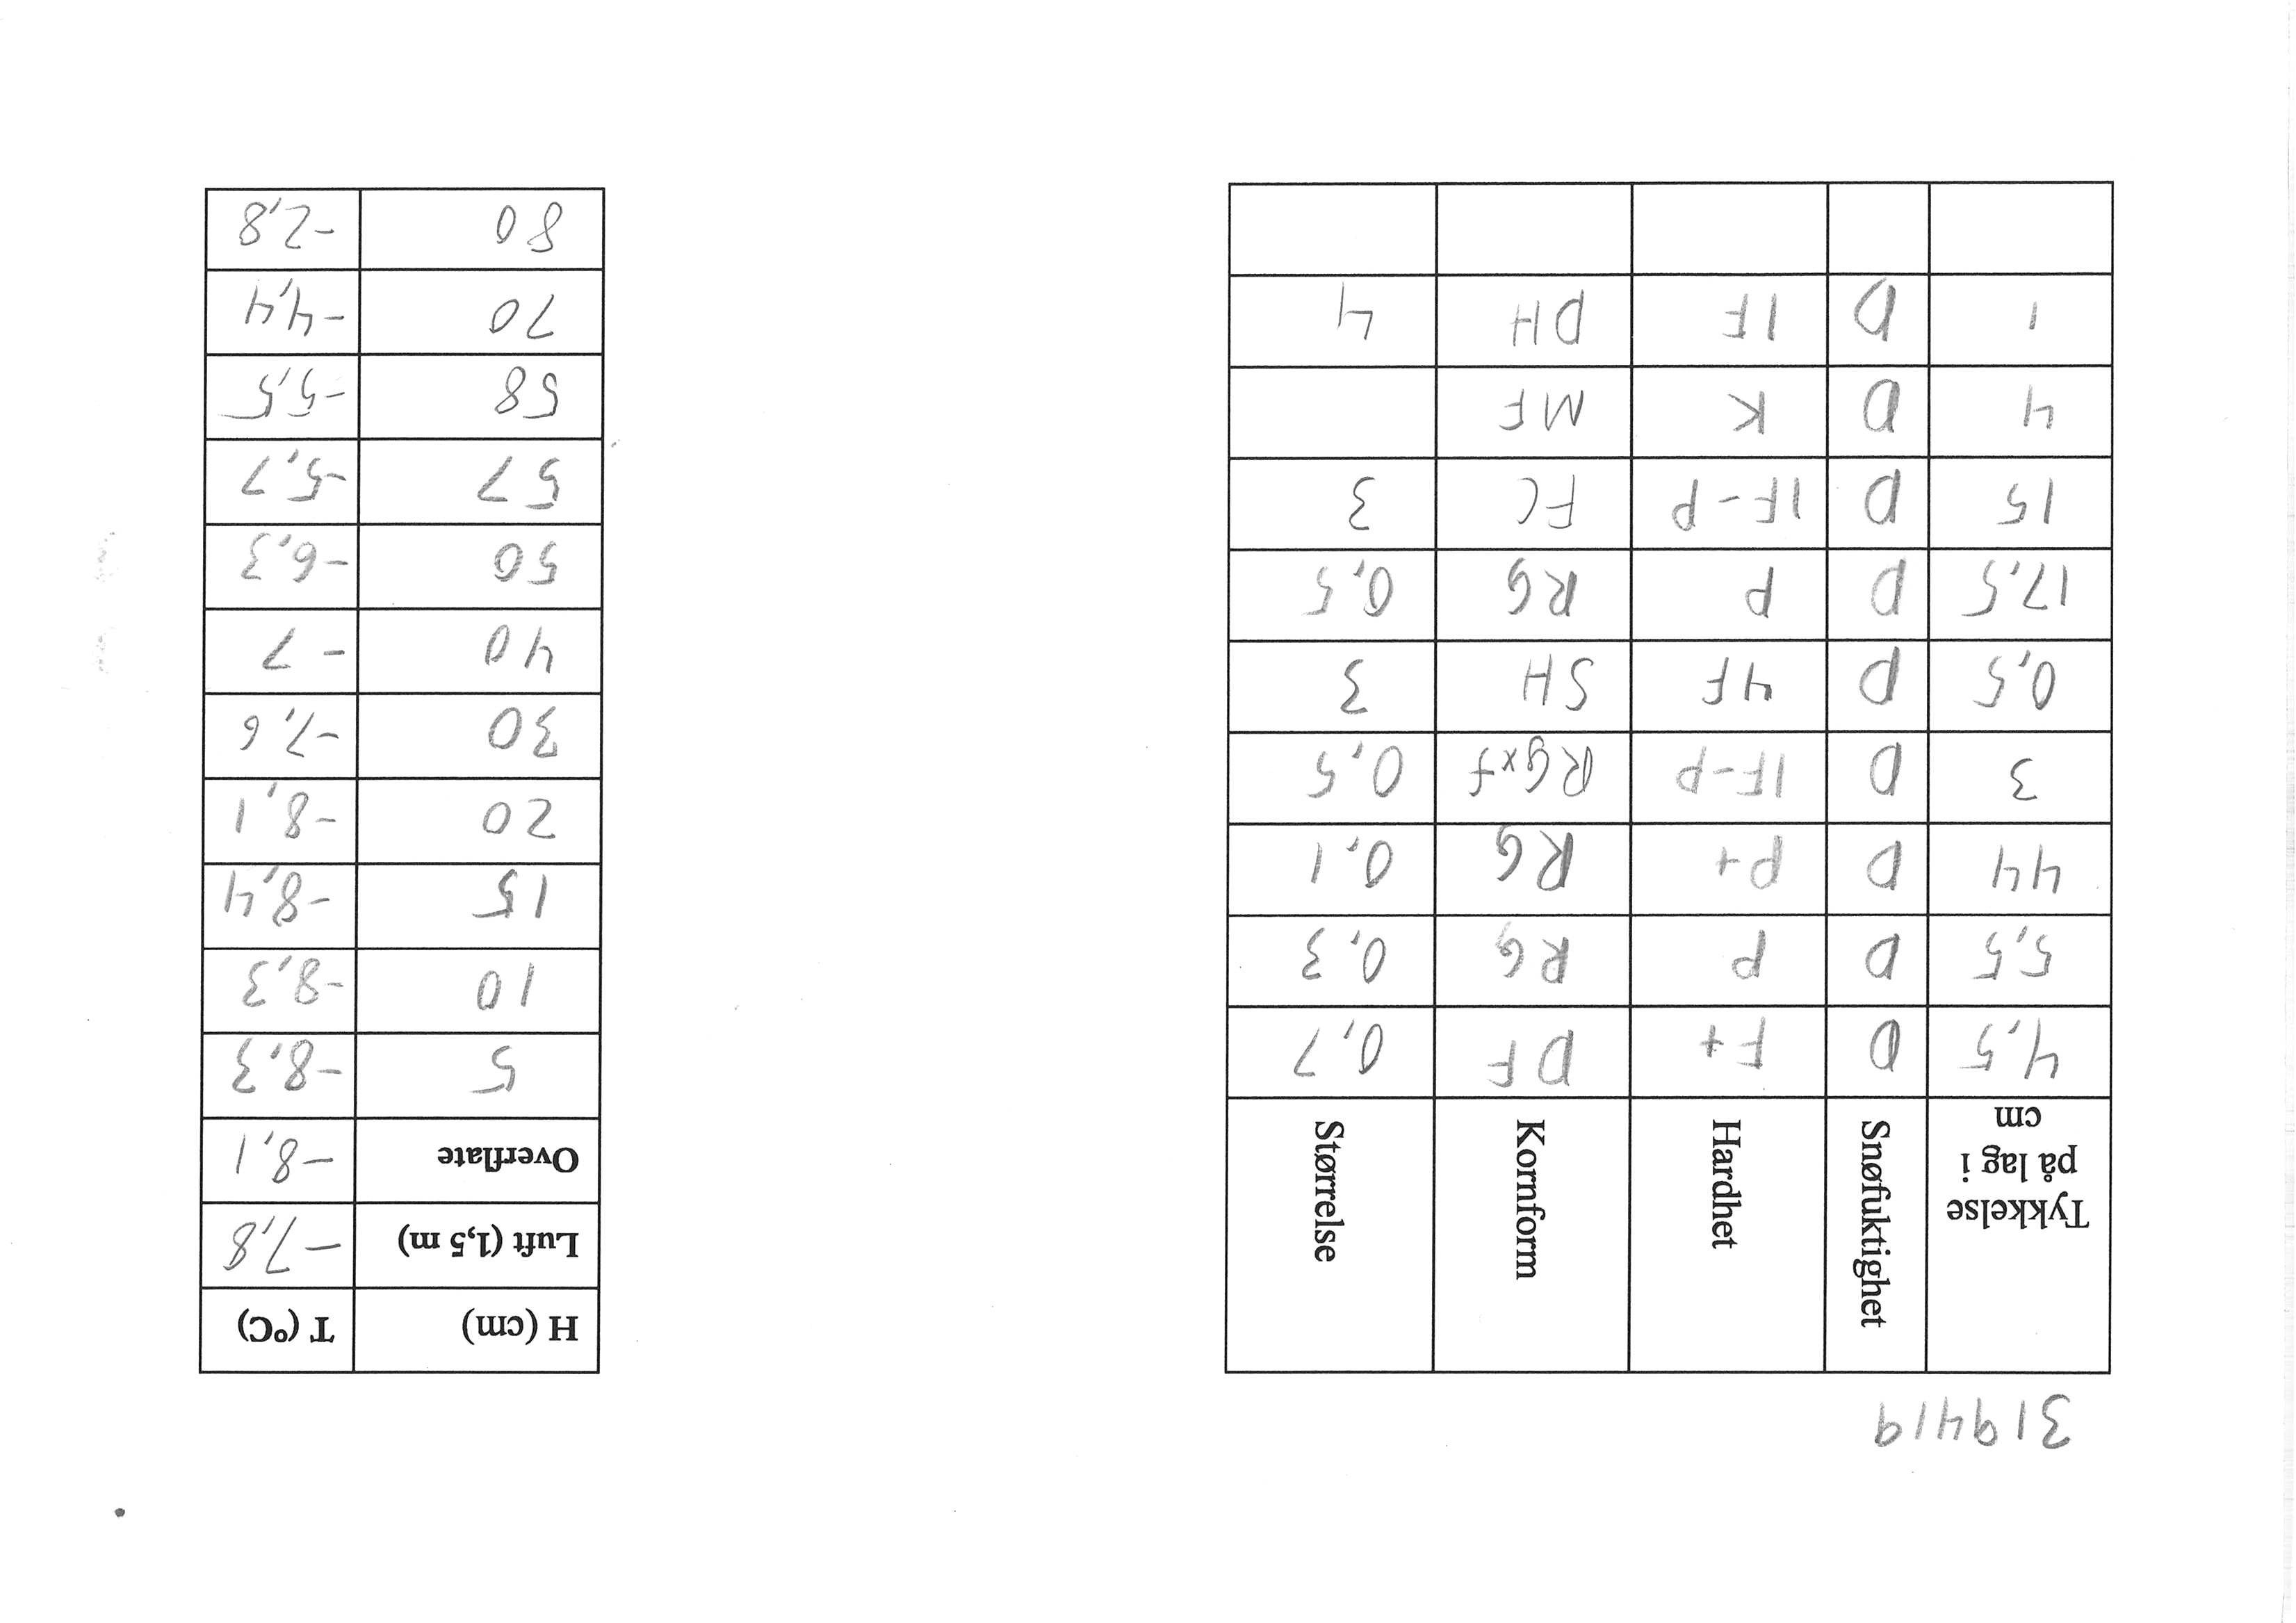 319419
Tykkelse på lag i cm Snøfuktighet Hardhet Kornform Størrelse
4,5 D F+ DF 0,7
5,5 D P RG 0,3
44 D P+ RG 0,1
3 D 1F-P RGxf 0,5
0,5 D 4F SH 3
17,5 D P RG 0,5
15 D 1F-P FC 3
4 D K MF
1 D 1F DH 4
H (cm) T (°C)
Luft (1,5 m) -7,8
Overflate -8,1
5 -8,3
10 -8,3
15 -8,4
20 -8,1
30 -7,6
40 -7
50 -6,3
57 -5,7
58 -5,5
70 -4,4
80 -2,8